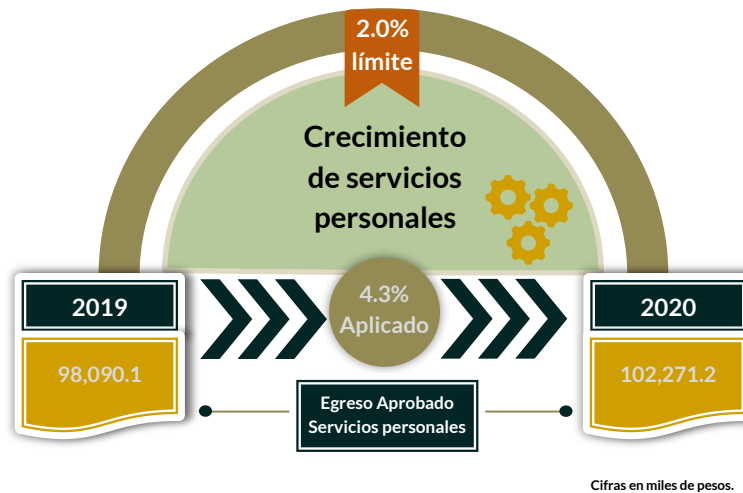 2.0%
límite
Crecimiento
de servicios
personales
2019
4.3%
Aplicado
2020
98,090.1
102,271.2
Egreso Aprobado
Servicios personales
Cifras en miles de pesos.